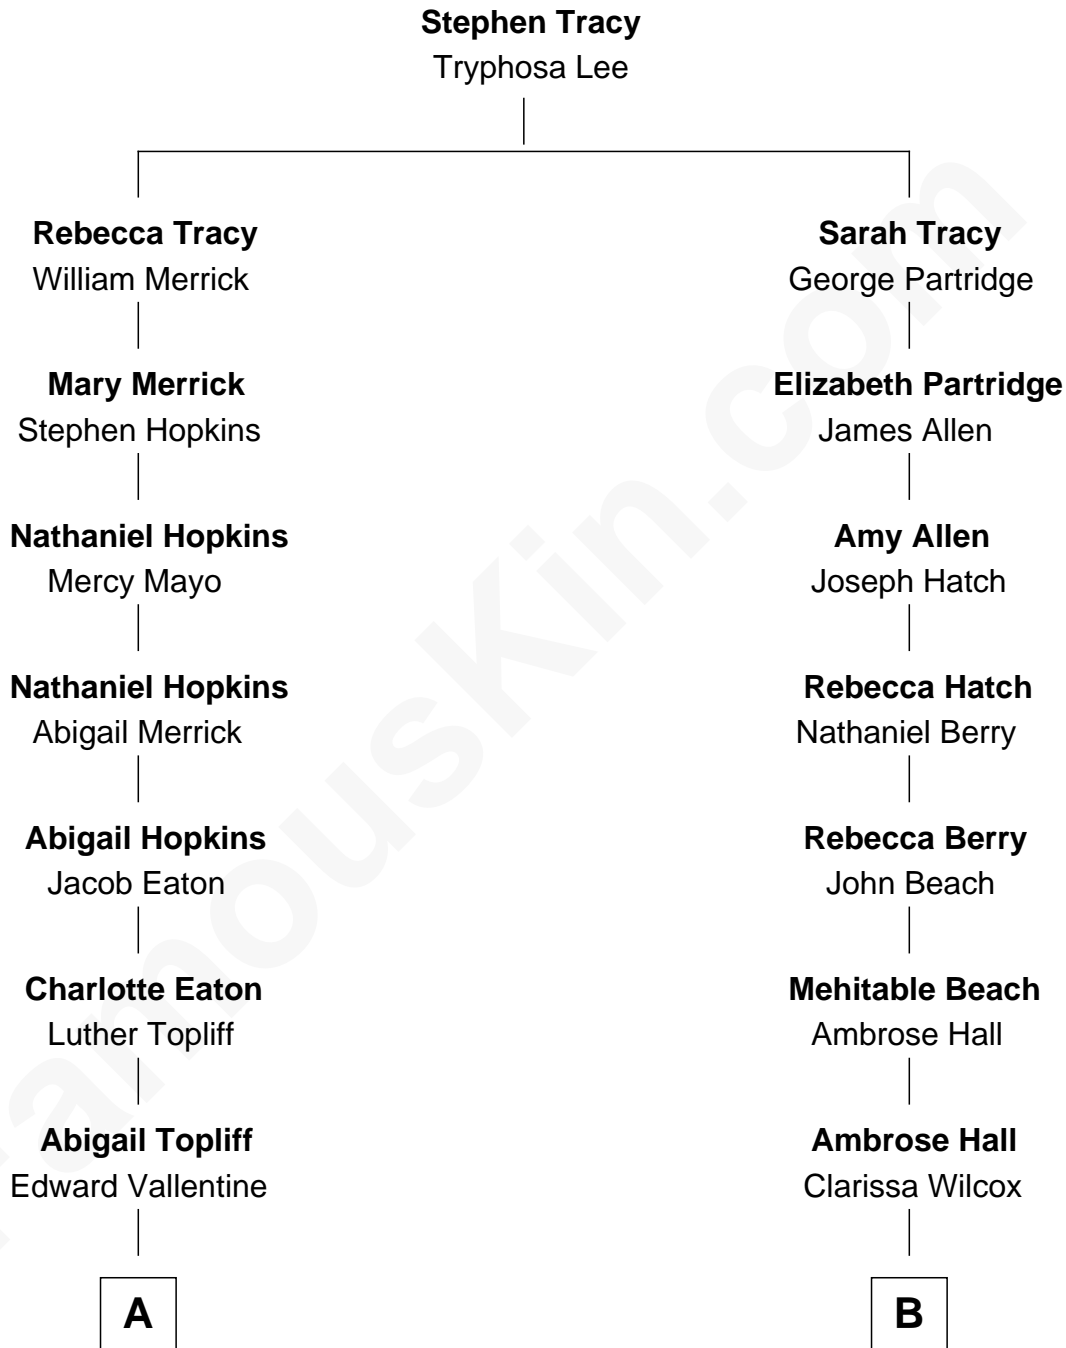 Stephen Tracy
Tryphosa Lee
Rebecca Tracy
William Merrick
Sarah Tracy
George Partridge
Mary Merrick
Stephen Hopkins
Elizabeth Partridge
James Allen
Nathaniel Hopkins
Mercy Mayo
Amy Allen
Joseph Hatch
Nathaniel Hopkins
Abigail Merrick
Rebecca Hatch
Nathaniel Berry
Abigail Hopkins
Jacob Eaton
Rebecca Berry
John Beach
Charlotte Eaton
Luther Topliff
Mehitable Beach
Ambrose Hall
Abigail Topliff
Edward Vallentine
Ambrose Hall
Clarissa Wilcox
A
B
FamousKin.com